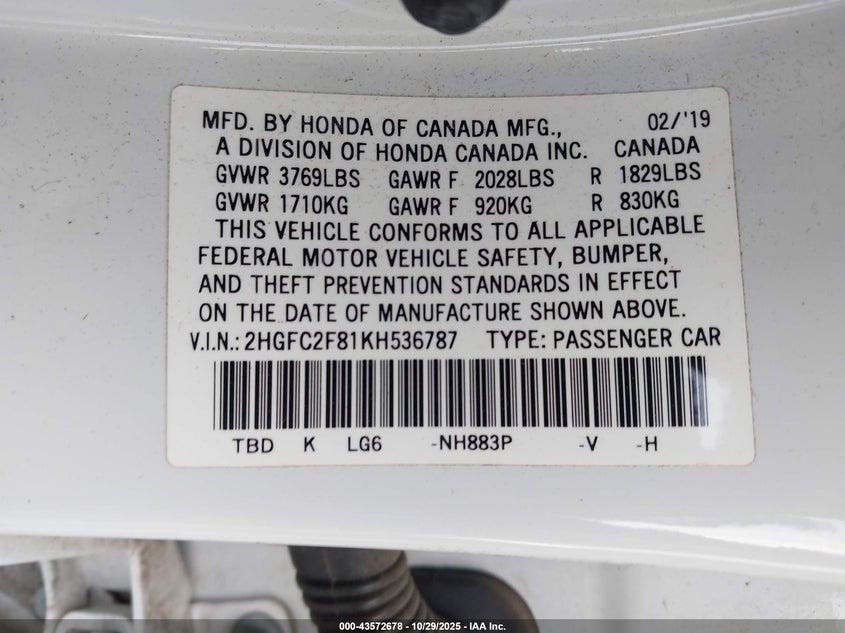 MFD. BY HONDA OF CANADA MFG., 02/'19
A DIVISION OF HONDA CANADA INC. CANADA
GVWR 3769LBS GAWR F 2028LBS R 1829LBS
GVWR 1710KG GAWR F 920KG R 830KG
THIS VEHICLE CONFORMS TO ALL APPLICABLE
FEDERAL MOTOR VEHICLE SAFETY, BUMPER,
AND THEFT PREVENTION STANDARDS IN EFFECT
ON THE DATE OF MANUFACTURE SHOWN ABOVE.
V.I.N.: 2HGFC2F81KH536787 TYPE: PASSENGER CAR
TBD K LG6 -NH883P -V -H
000-43572678 - 10/29/2025 - IAA Inc.